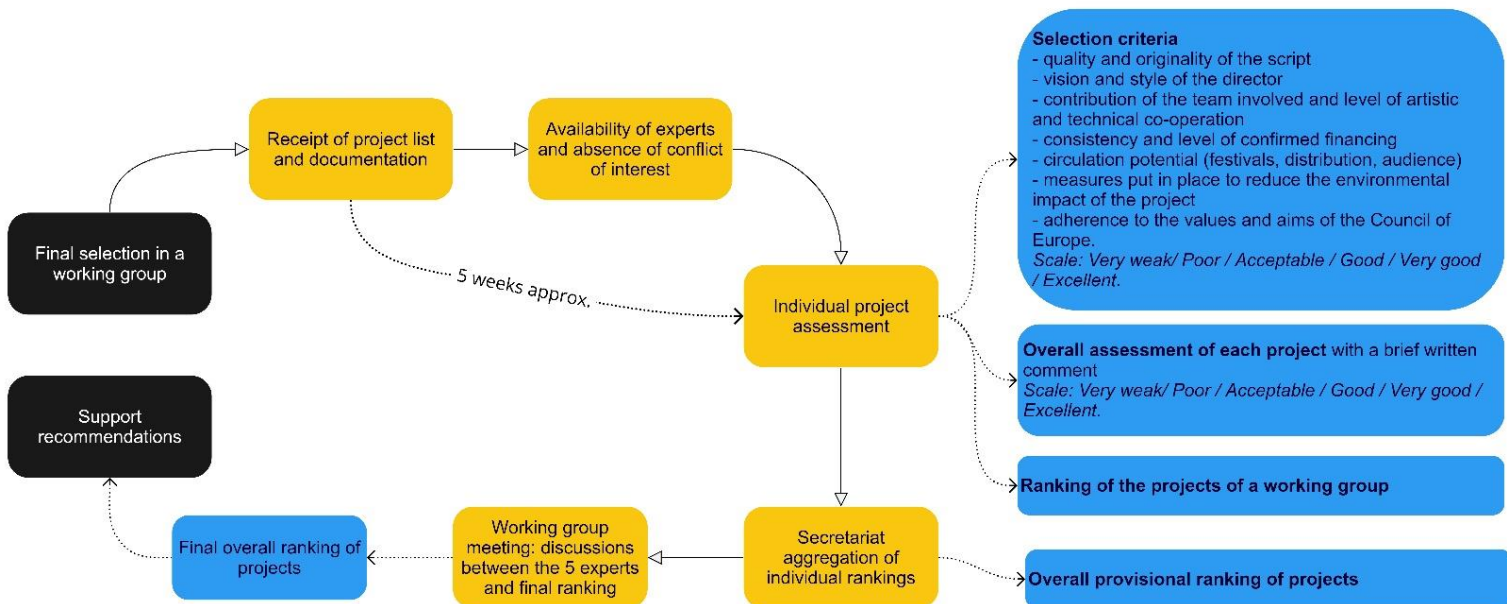 Final selection in a
working group
Receipt of project list
and documentation
Availability of experts
and absence of conflict
of interest
5 weeks approx.
Individual project
assessment
Selection criteria
- quality and originality of the script
- vision and style of the director
- contribution of the team involved and level of artistic
and technical co-operation
- consistency and level of confirmed financing
- circulation potential (festivals, distribution, audience)
- measures put in place to reduce the environmental
impact of the project
- adherence to the values and aims of the Council of
Europe.
Scale: Very weak/ Poor / Acceptable / Good / Very good
/ Excellent.
Overall assessment of each project with a brief written
comment
Scale: Very weak/ Poor / Acceptable / Good / Very good /
Excellent.
Ranking of the projects of a working group
Secretariat
aggregation of
individual rankings
Overall provisional ranking of projects
Working group
meeting: discussions
between the 5 experts
and final ranking
Final overall ranking of
projects
Support
recommendations